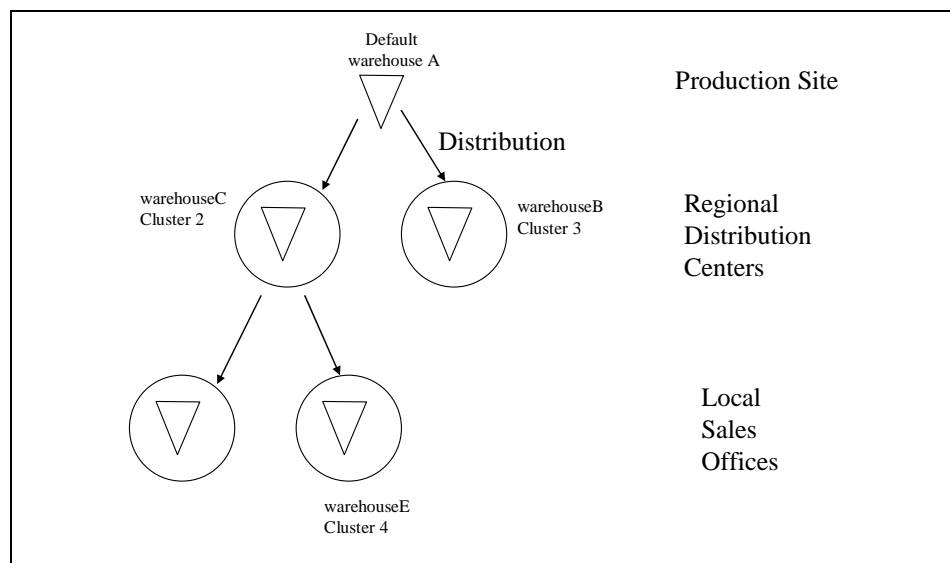 Default
warehouse A
Production Site
Distribution
warehouseC
Cluster 2
warehouseB
Cluster 3
Regional
Distribution
Centers
Local
Sales
Offices
warehouseE
Cluster 4